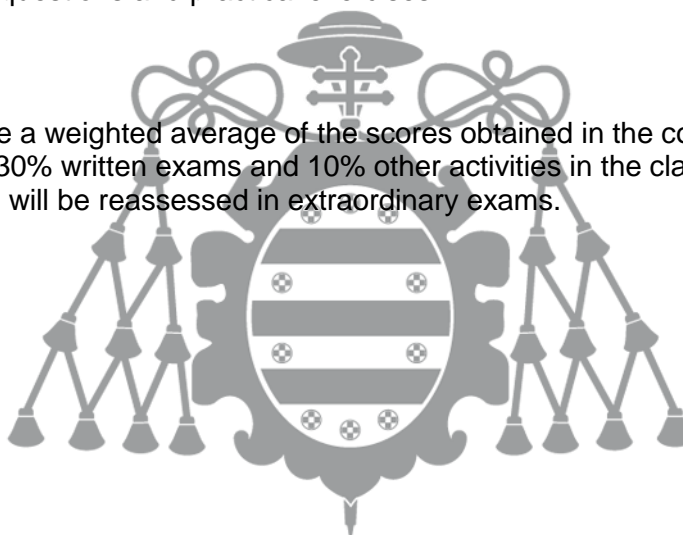 e a weighted average of the scores obtained in the co
30% written exams and 10% other activities in the cla
will be reassessed in extraordinary exams.